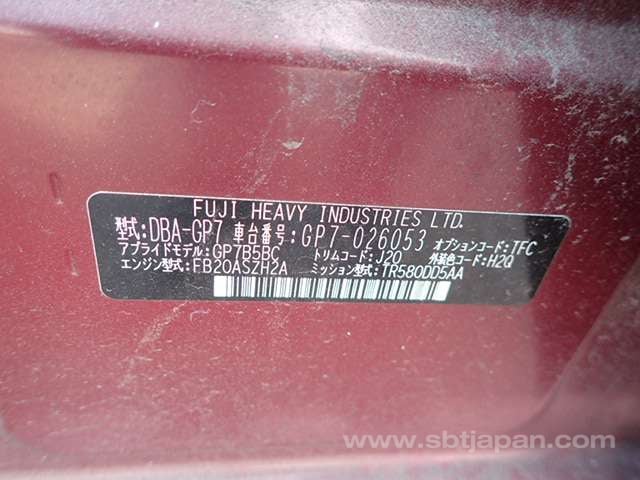 FUJI HEAVY INDUSTRIES LTD.
型式:DBA-GP7 車台番号:GP7-026053 オプションコード:TFC
アプライドモデル:GP7B5BC トリムコード:J20 外装色コード:H2Q
エンジン型式:FB20ASZH2A ミッション型式:TR580DD5AA
www.sbtjapan.com